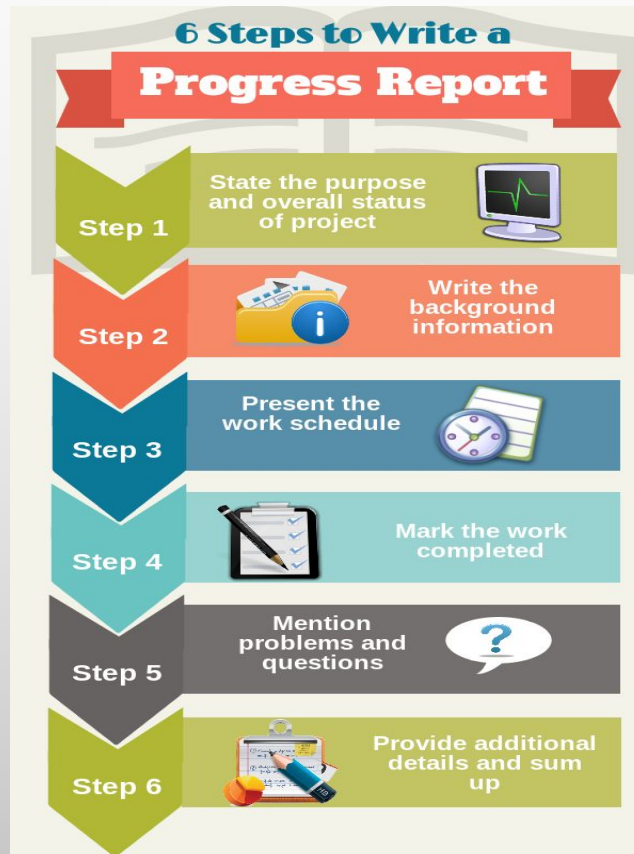 6 Steps to Write a
Progress Report
Step 1
State the purpose
and overall status
of project
Step 2
Write the
background
information
Step 3
Present the
work schedule
Step 4
Mark the work
completed
Step 5
Mention
problems and
questions
Step 6
Provide additional
details and sum
up